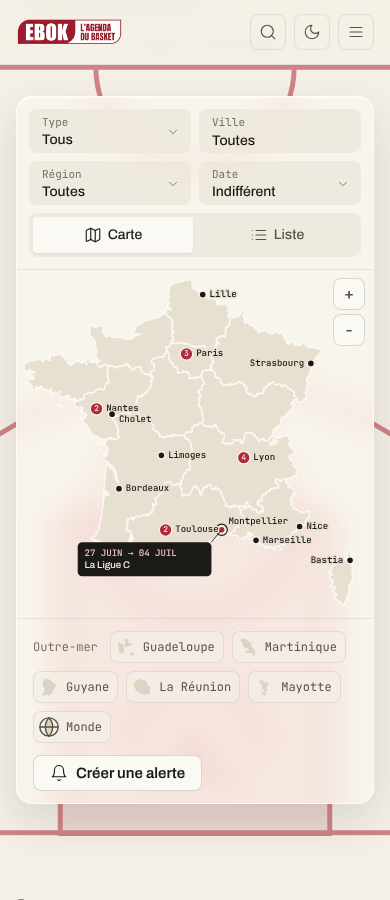 EBOK L'AGENDA
DU BASKET
Type
Tous
Ville
Toutes
Région
Toutes
Date
Indifférent
Carte
Liste
+
-
Lille
3 Paris
Strasbourg
2 Nantes
Cholet
Limoges
4 Lyon
Bordeaux
Montpellier
2 Toulouse
Nice
Marseille
27 JUIN → 04 JUIL
La Ligue C
Bastia
Outre-mer
Guadeloupe
Martinique
Guyane
La Réunion
Mayotte
Monde
Créer une alerte